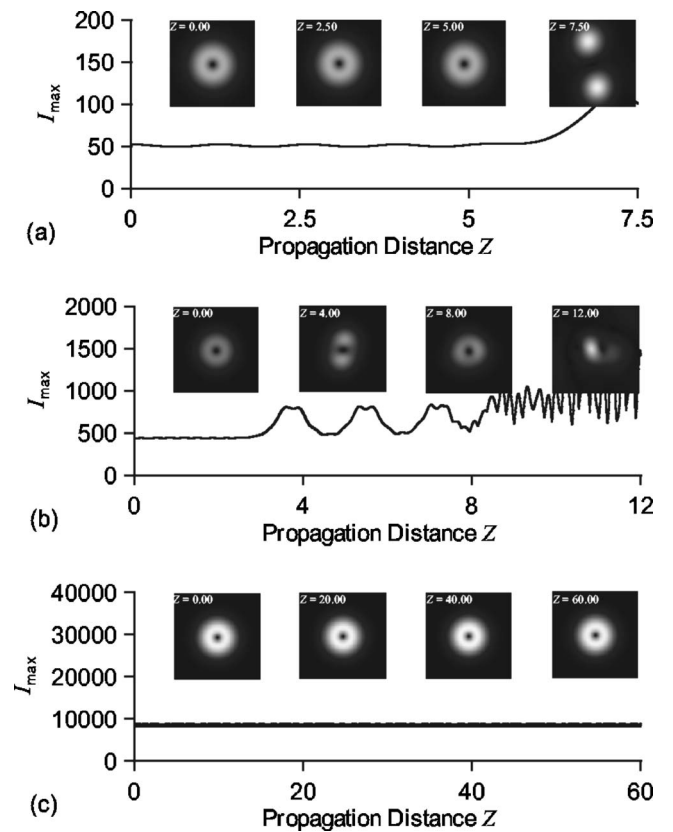 200
150
100
50
0
I max
Z = 0.00
Z = 2.50
Z = 5.00
Z = 7.50
0
2.5
5
7.5
(a)
Propagation Distance Z
2000
1500
1000
500
0
I max
Z = 0.00
Z = 4.00
Z = 8.00
Z = 12.00
0
4
8
12
(b)
Propagation Distance Z
40000
30000
20000
10000
0
I max
Z = 0.00
Z = 20.00
Z = 40.00
Z = 60.00
0
20
40
60
(c)
Propagation Distance Z